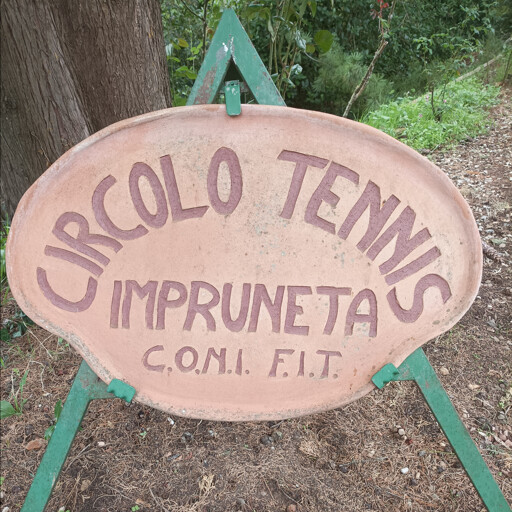 CIRCOLO TENNIS
IMPRUNETA
C.O.N.I. F.I.T.